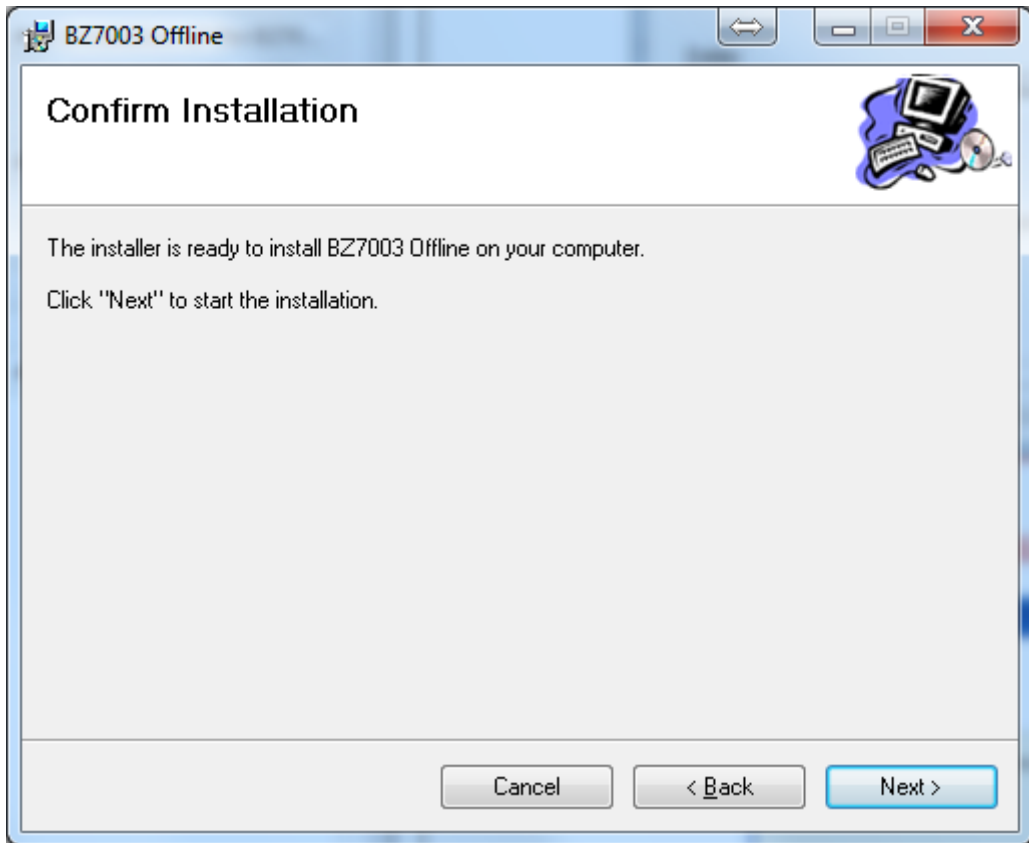 BZ7003 Offline
Confirm Installation
The installer is ready to install BZ7003 Offline on your computer.
Click "Next" to start the installation.
Cancel
< Back
Next >